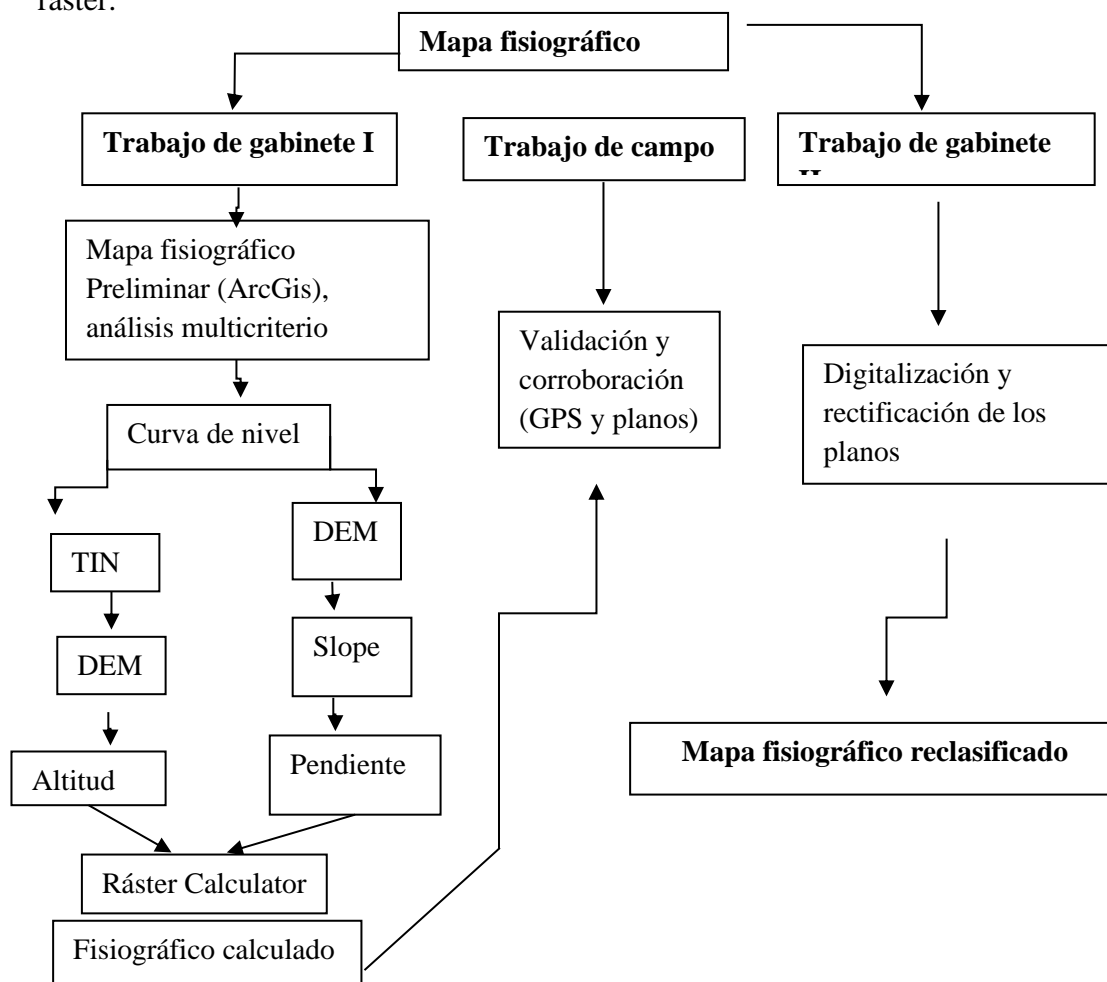 raster.
Mapa fisiográfico
Trabajo de gabinete I
Trabajo de campo
Trabajo de gabinete
Mapa fisiográfico
Preliminar (ArcGis),
análisis multicriterio
Validación y
corroboración
(GPS y planos)
Digitalización y
rectificación de los
planos
Curva de nivel
TIN
DEM
DEM
Slope
Altitud
Pendiente
Mapa fisiográfico reclasificado
Ráster Calculator
Fisiográfico calculado